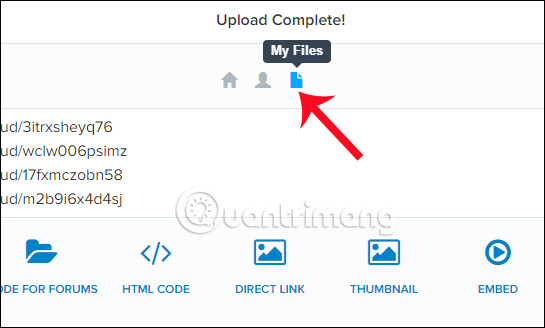 Upload Complete!
My Files
ud/3itrxsheyq76
ud/wclw006psimz
ud/17fxmczobn58
ud/m2b9i6x4d4sj
Quantrimang
ODE FOR FORUMS
HTML CODE
DIRECT LINK
THUMBNAIL
EMBED